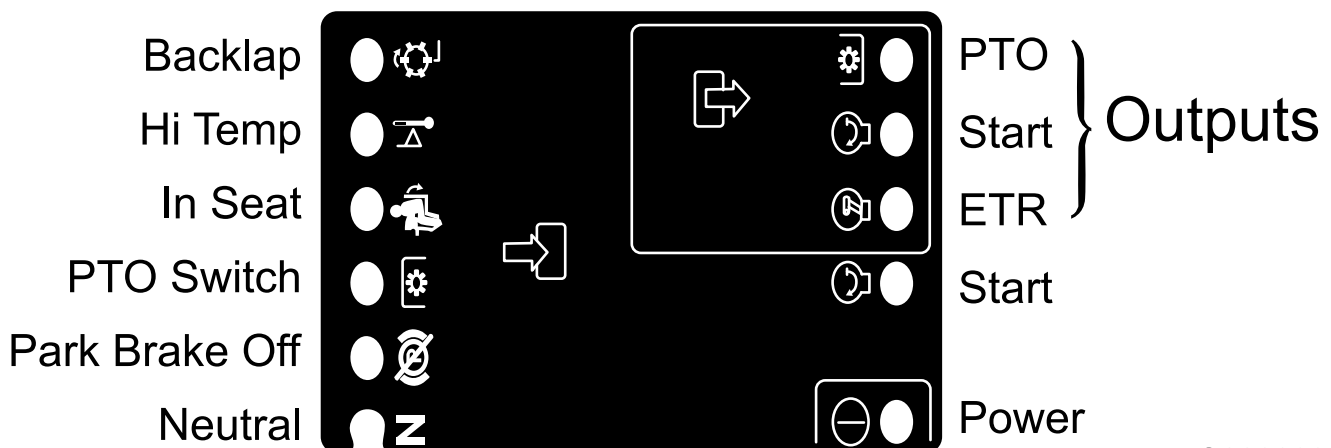 Backlap
Hi Temp
In Seat
PTO Switch
Park Brake Off
Neutral
N
PTO
Start
ETR
Outputs
Start
Power